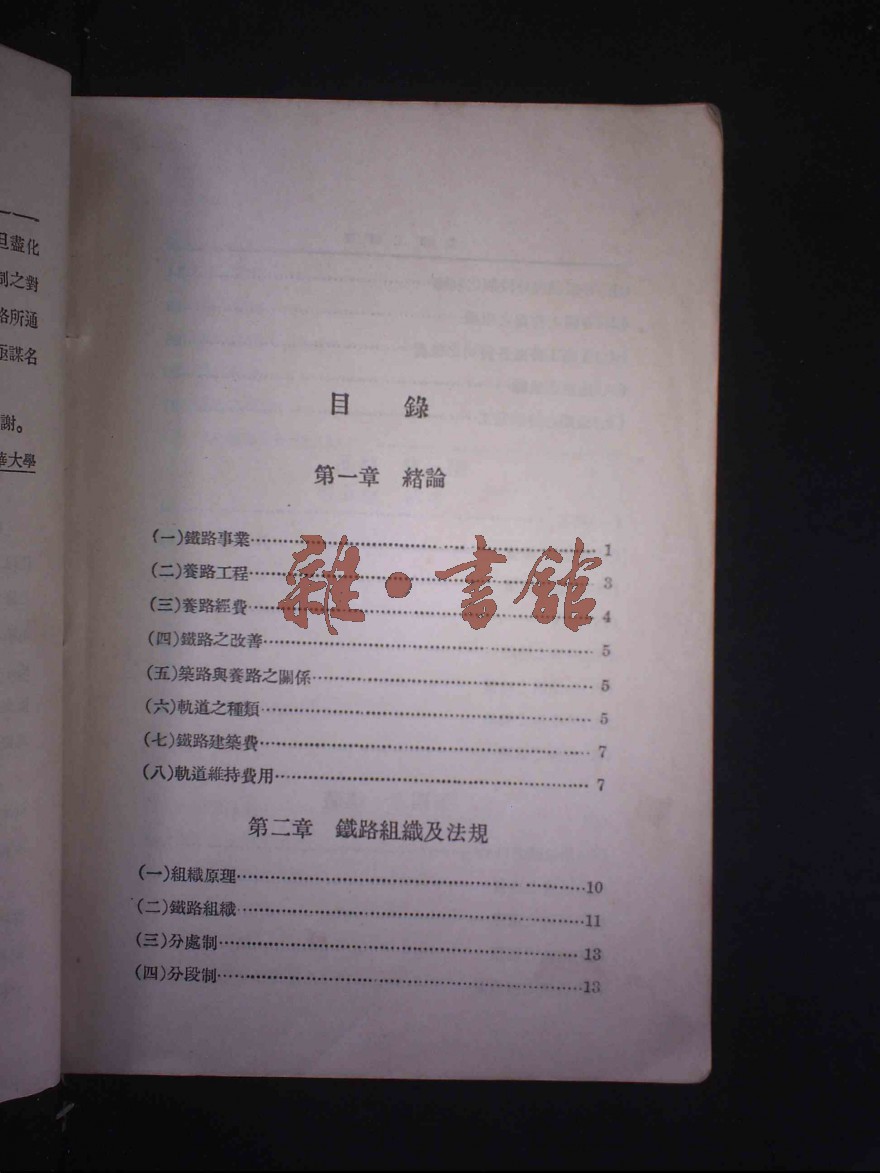 旦盡化
制之對
路所通
亟謀名
謝。
華大學
目 錄
第一章 緒論
(一)鐵路事業 1
(二)養路工程 3
(三)養路經費 4
(四)鐵路之改善 5
(五)築路與養路之關係 5
(六)軌道之種類 5
(七)鐵路建築費 7
(八)軌道維持費用 7
第二章 鐵路組織及法規
(一)組織原理 10
(二)鐵路組織 11
(三)分處制 13
(四)分段制 13
雜·書館